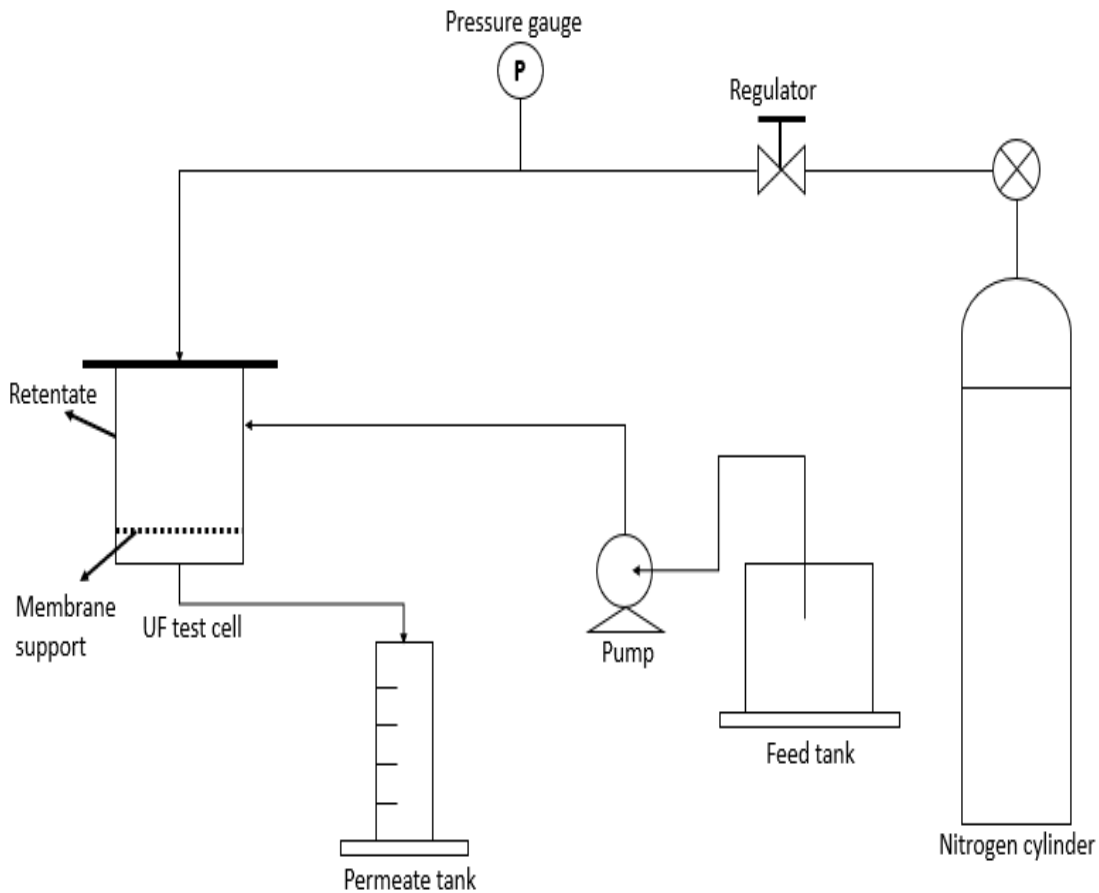 Pressure gauge
P
Regulator
Retentate
Membrane
support
UF test cell
Pump
Feed tank
Nitrogen cylinder
Permeate tank